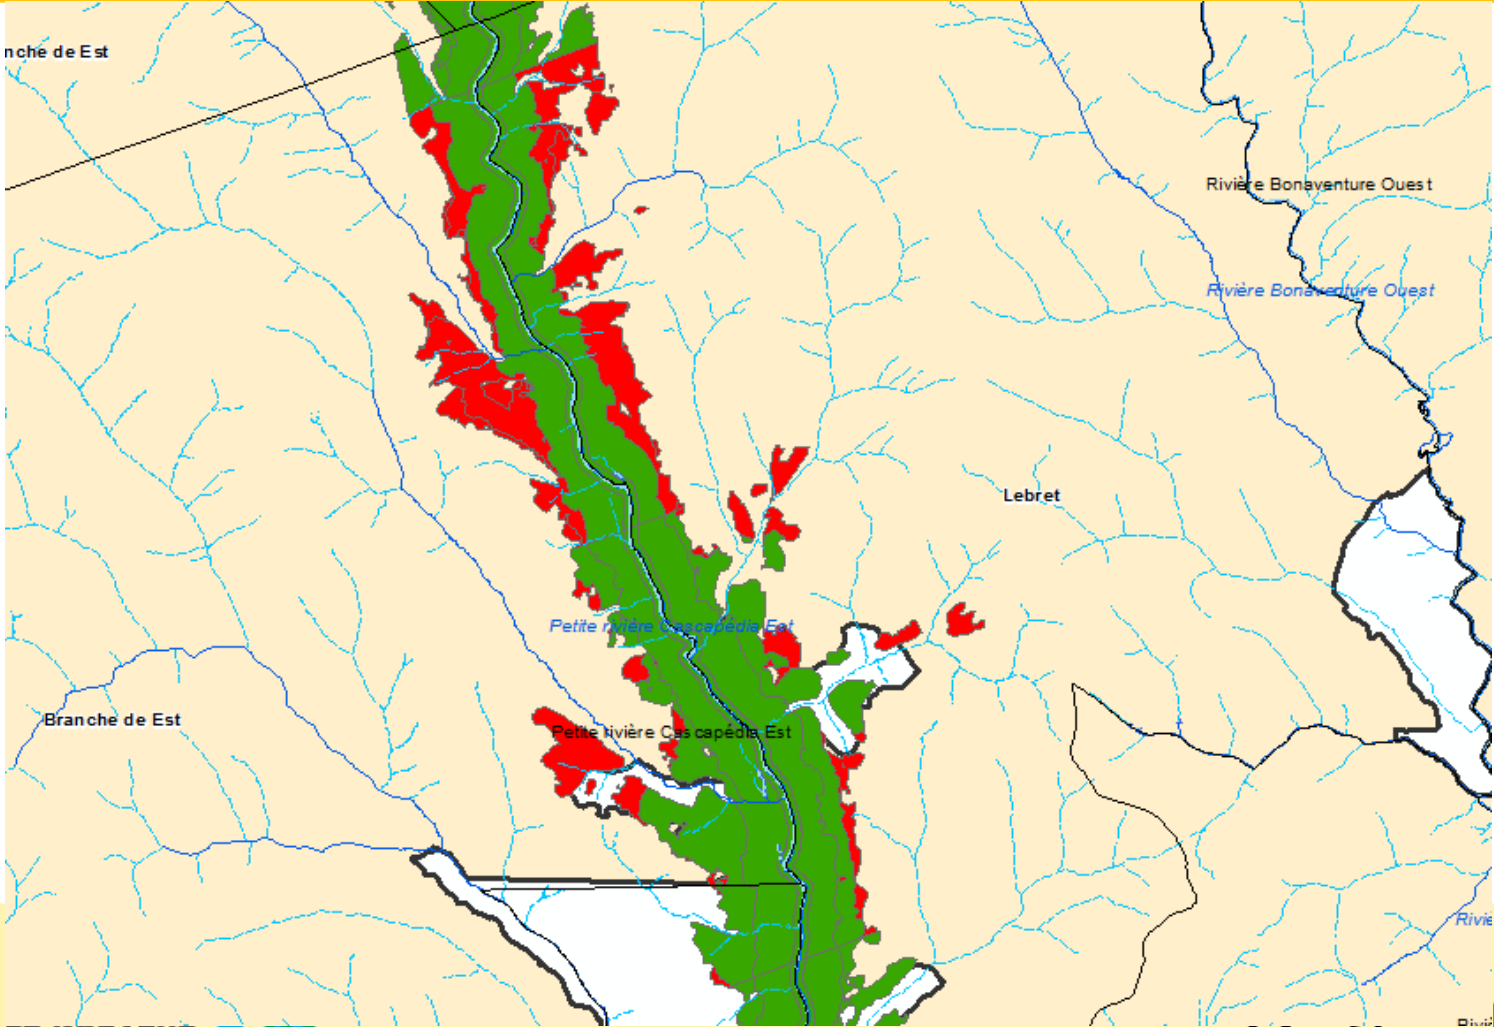 nche de Est
Rivière Bonaventure Ouest
Rivière Bonaventure Ouest
Lebret
Petite rivière Cascapédia Est
Branche de Est
Petite rivière Cascapédia Est
Riviè